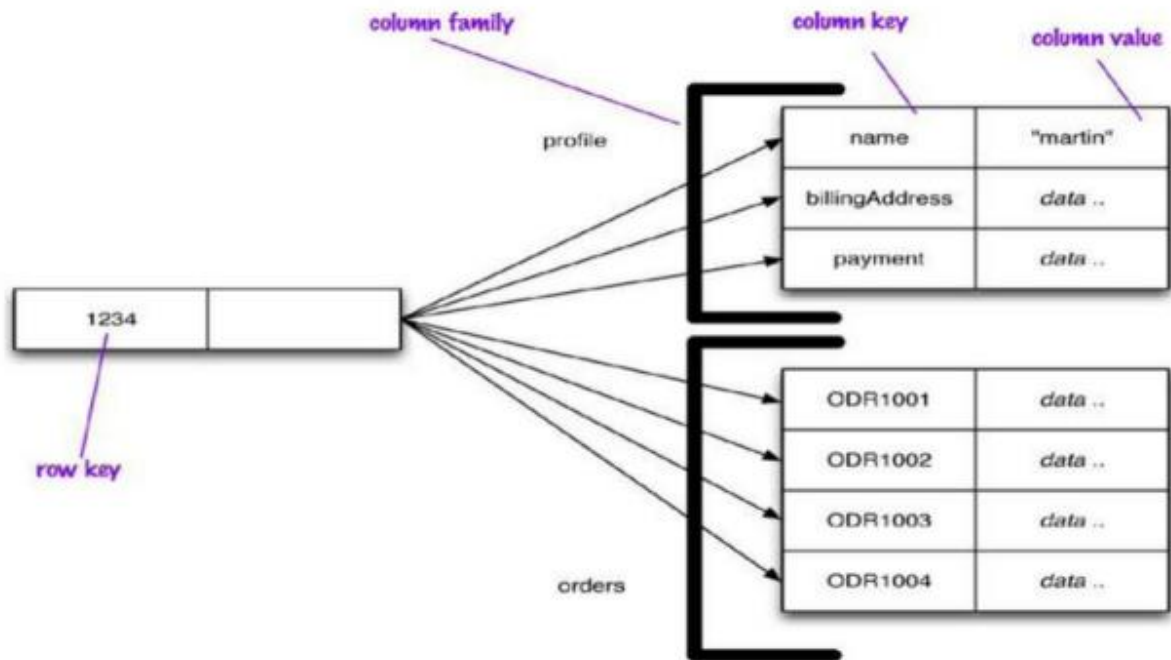 column family
column key
column value
profile
name
"martin"
billingAddress
data ..
payment
data ..
1234
row key
ODR1001
data ..
ODR1002
data ..
ODR1003
data ..
orders
ODR1004
data ..